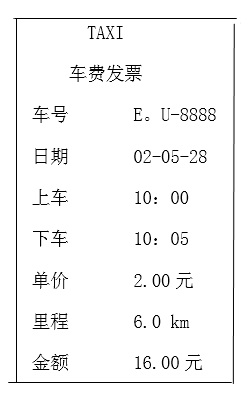 TAXI
车费发票
车号 E。U-8888
日期 02-05-28
上车 10：00
下车 10：05
单价 2.00 元
里程 6.0 km
金额 16.00 元